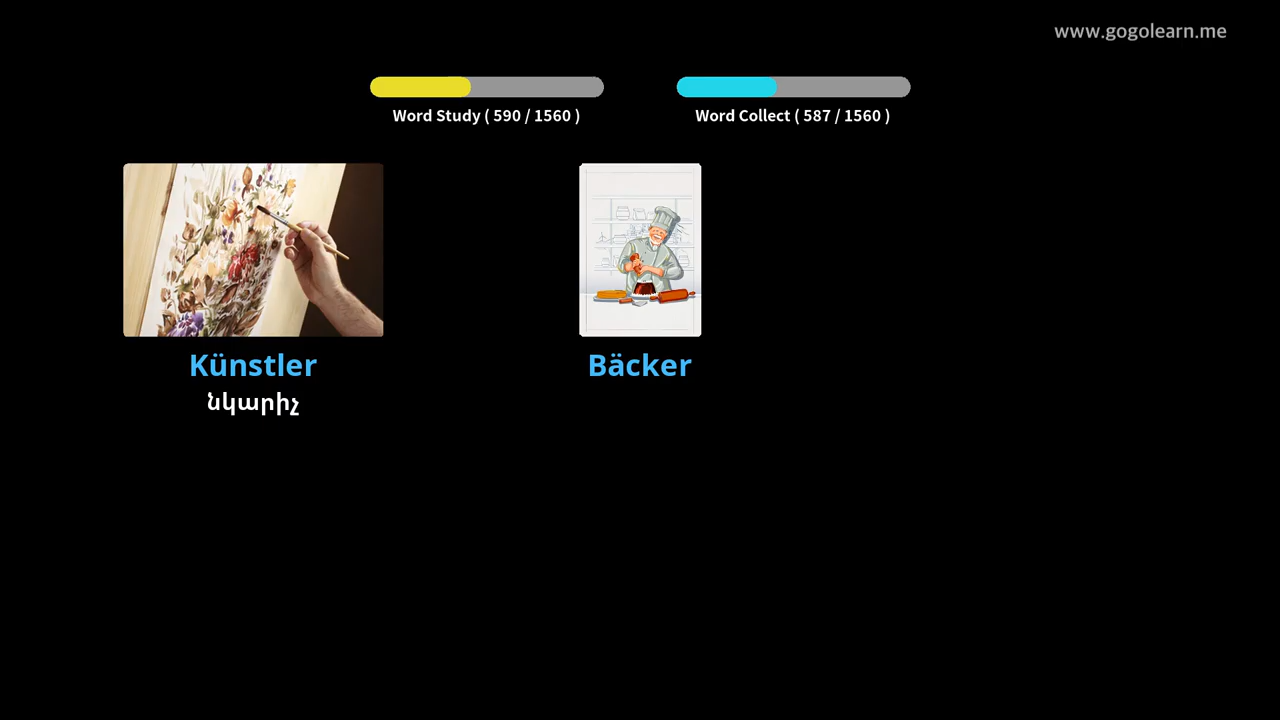 www.gogolearn.me
Word Study ( 590 / 1560 )
Word Collect ( 587 / 1560 )
Künstler
նկարիչ
Bäcker